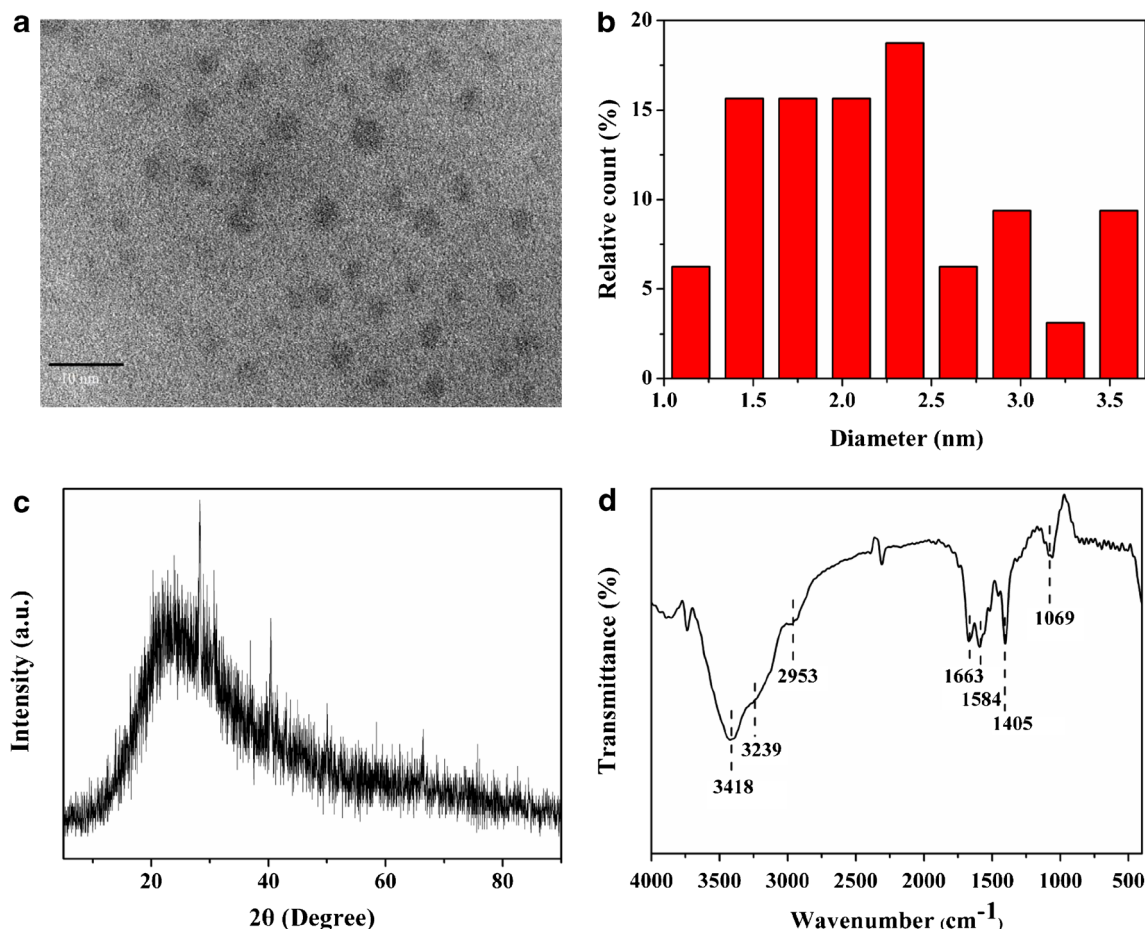 a
10 nm
b
20
15
10
5
0
Relative count (%)
1.0 1.5 2.0 2.5 3.0 3.5
Diameter (nm)
c
Intensity (a.u.)
20 40 60 80
2θ (Degree)
d
Transmittance (%)
2953
3239
3418
1663
1584
1405
1069
4000 3500 3000 2500 2000 1500 1000 500
Wavenumber (cm-1)